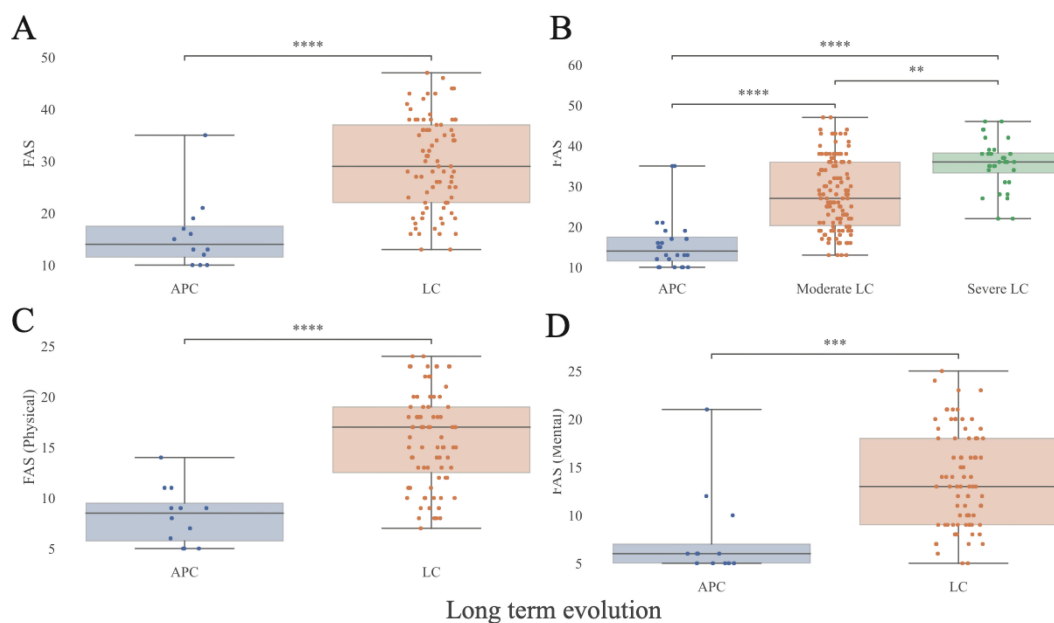 A
FAS
50
40
30
20
10
****
APC
LC
B
FAS
60
50
40
30
20
10
****
****
**
APC
Moderate LC
Severe LC
C
FAS (Physical)
25
20
15
10
5
****
APC
LC
D
FAS (Mental)
25
20
15
10
5
***
APC
LC
Long term evolution